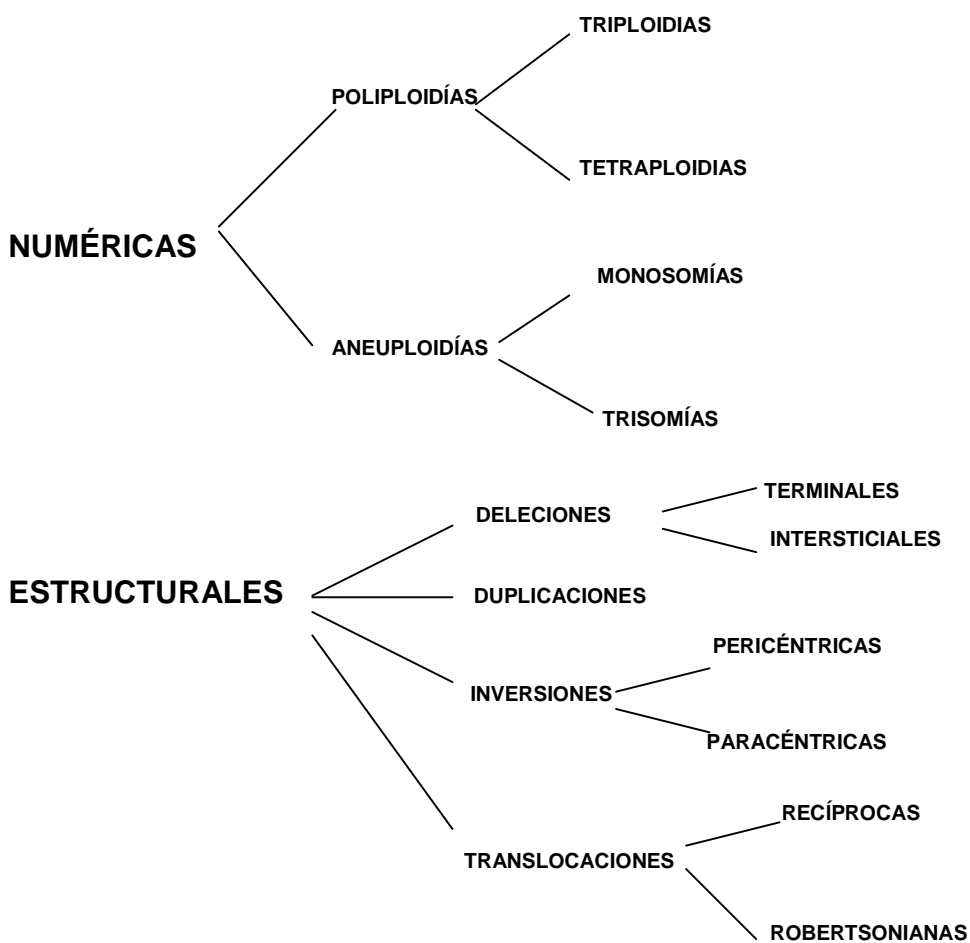 TRIPLOIDIAS
POLIPLOIDÍAS
TETRAPLOIDIAS
NUMÉRICAS
MONOSOMÍAS
ANEUPLOIDÍAS
TRISOMÍAS
TERMINALES
DELECIONES
INTERSTICIALES
ESTRUCTURALES
DUPLICACIONES
PERICÉNTRICAS
INVERSIONES
PARACÉNTRICAS
RECÍPROCAS
TRANSLOCACIONES
ROBERTSONIANAS